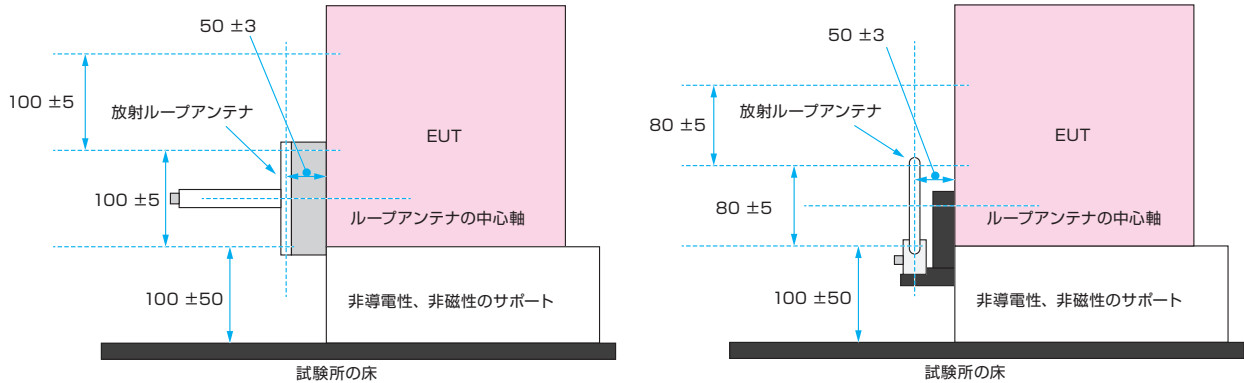 50 ±3
100 ±5
放射ループアンテナ
EUT
100 ±5
ループアンテナの中心軸
100 ±50
非導電性、非磁性のサポート
試験所の床
50 ±3
80 ±5
放射ループアンテナ
EUT
80 ±5
ループアンテナの中心軸
100 ±50
非導電性、非磁性のサポート
試験所の床